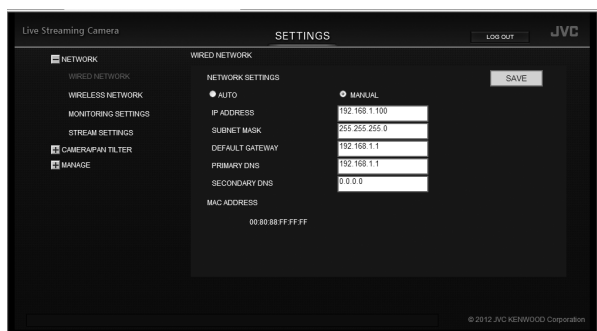 Live Streaming Camera
SETTINGS
LOG OUT
JVC
NETWORK
WIRED NETWORK
WIRELESS NETWORK
MONITORING SETTINGS
STREAM SETTINGS
CAMERA/PAN TILTER
MANAGE
WIRED NETWORK
NETWORK SETTINGS
SAVE
AUTO
MANUAL
IP ADDRESS 192.168.1.100
SUBNET MASK 255.255.255.0
DEFAULT GATEWAY 192.168.1.1
PRIMARY DNS 192.168.1.1
SECONDARY DNS 0.0.0.0
MAC ADDRESS
00:80:88:FF:FF:FF
© 2012 JVC KENWOOD Corporation